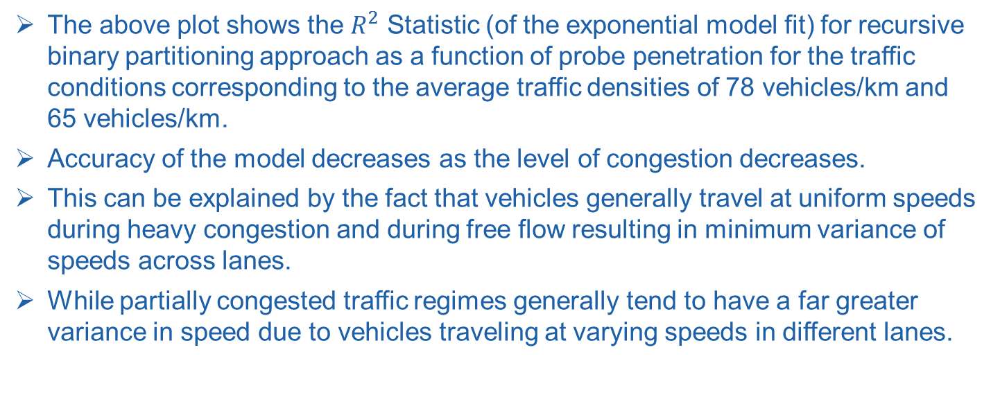 ➢ The above plot shows the R² Statistic (of the exponential model fit) for recursive
binary partitioning approach as a function of probe penetration for the traffic
conditions corresponding to the average traffic densities of 78 vehicles/km and
65 vehicles/km.
➢ Accuracy of the model decreases as the level of congestion decreases.
➢ This can be explained by the fact that vehicles generally travel at uniform speeds
during heavy congestion and during free flow resulting in minimum variance of
speeds across lanes.
➢ While partially congested traffic regimes generally tend to have a far greater
variance in speed due to vehicles traveling at varying speeds in different lanes.